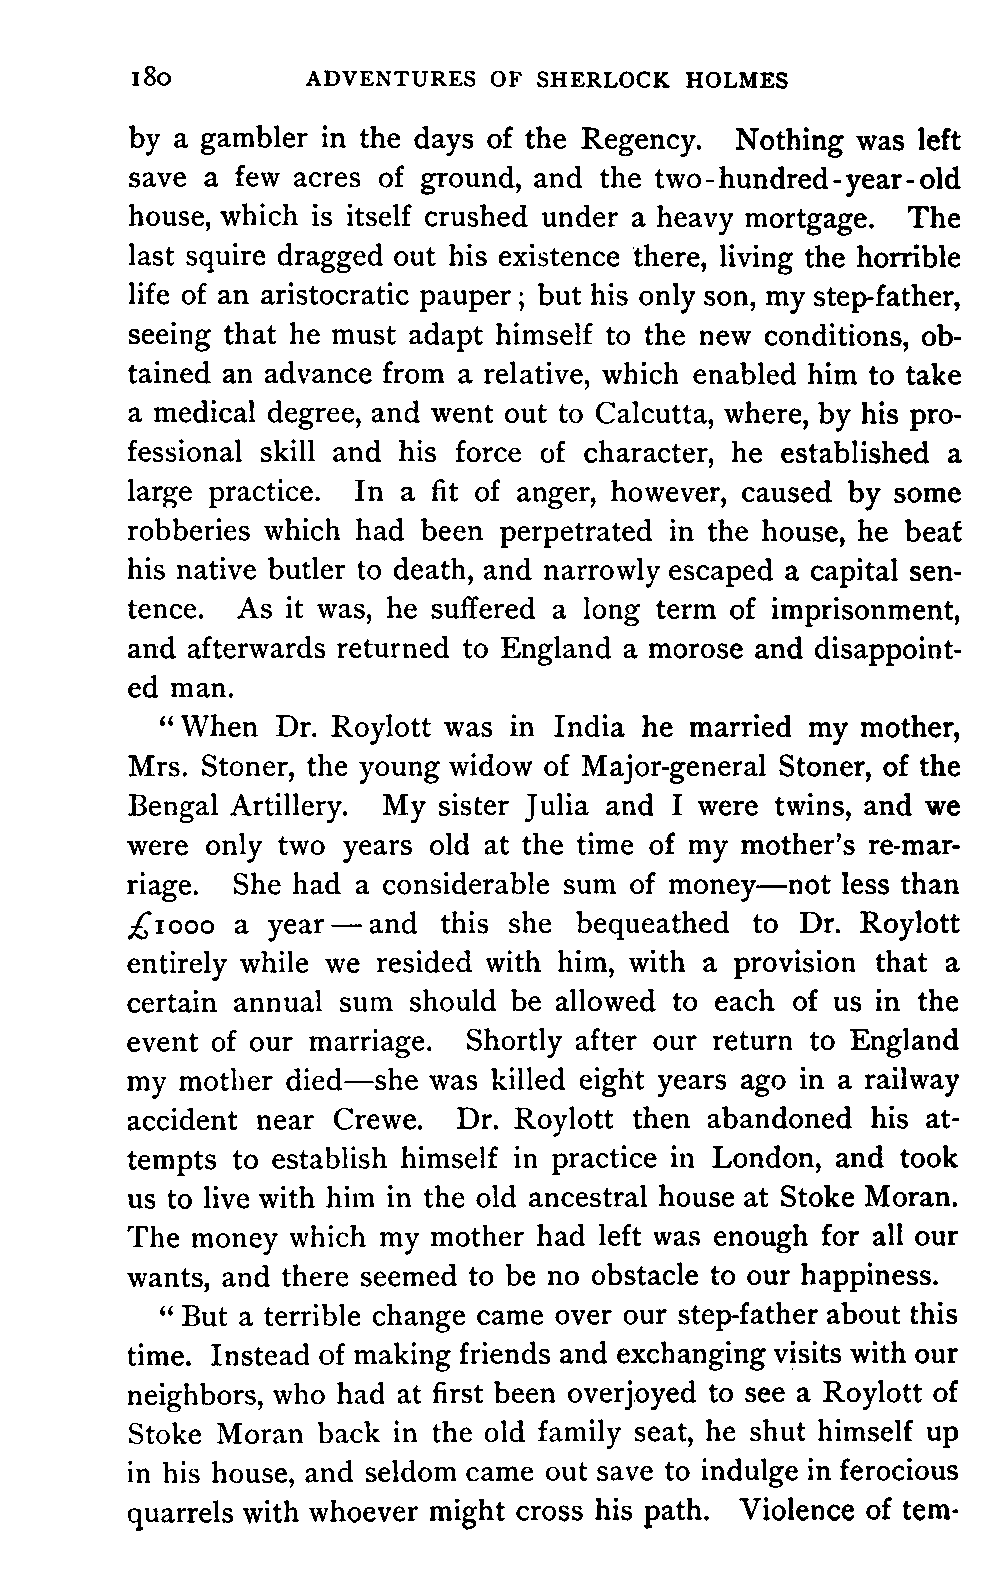 180 ADVENTURES OF SHERLOCK HOLMES
by a gambler in the days of the Regency. Nothing was left
save a few acres of ground, and the two-hundred-year-old
house, which is itself crushed under a heavy mortgage. The
last squire dragged out his existence there, living the horrible
life of an aristocratic pauper; but his only son, my step-father,
seeing that he must adapt himself to the new conditions, ob-
tained an advance from a relative, which enabled him to take
a medical degree, and went out to Calcutta, where, by his pro-
fessional skill and his force of character, he established a
large practice. In a fit of anger, however, caused by some
robberies which had been perpetrated in the house, he beat
his native butler to death, and narrowly escaped a capital sen-
tence. As it was, he suffered a long term of imprisonment,
and afterwards returned to England a morose and disappoint-
ed man.
"When Dr. Roylott was in India he married my mother,
Mrs. Stoner, the young widow of Major-general Stoner, of the
Bengal Artillery. My sister Julia and I were twins, and we
were only two years old at the time of my mother's re-mar-
riage. She had a considerable sum of money—not less than
£1000 a year—and this she bequeathed to Dr. Roylott
entirely while we resided with him, with a provision that a
certain annual sum should be allowed to each of us in the
event of our marriage. Shortly after our return to England
my mother died—she was killed eight years ago in a railway
accident near Crewe. Dr. Roylott then abandoned his at-
tempts to establish himself in practice in London, and took
us to live with him in the old ancestral house at Stoke Moran.
The money which my mother had left was enough for all our
wants, and there seemed to be no obstacle to our happiness.
"But a terrible change came over our step-father about this
time. Instead of making friends and exchanging visits with our
neighbors, who had at first been overjoyed to see a Roylott of
Stoke Moran back in the old family seat, he shut himself up
in his house, and seldom came out save to indulge in ferocious
quarrels with whoever might cross his path. Violence of tem-